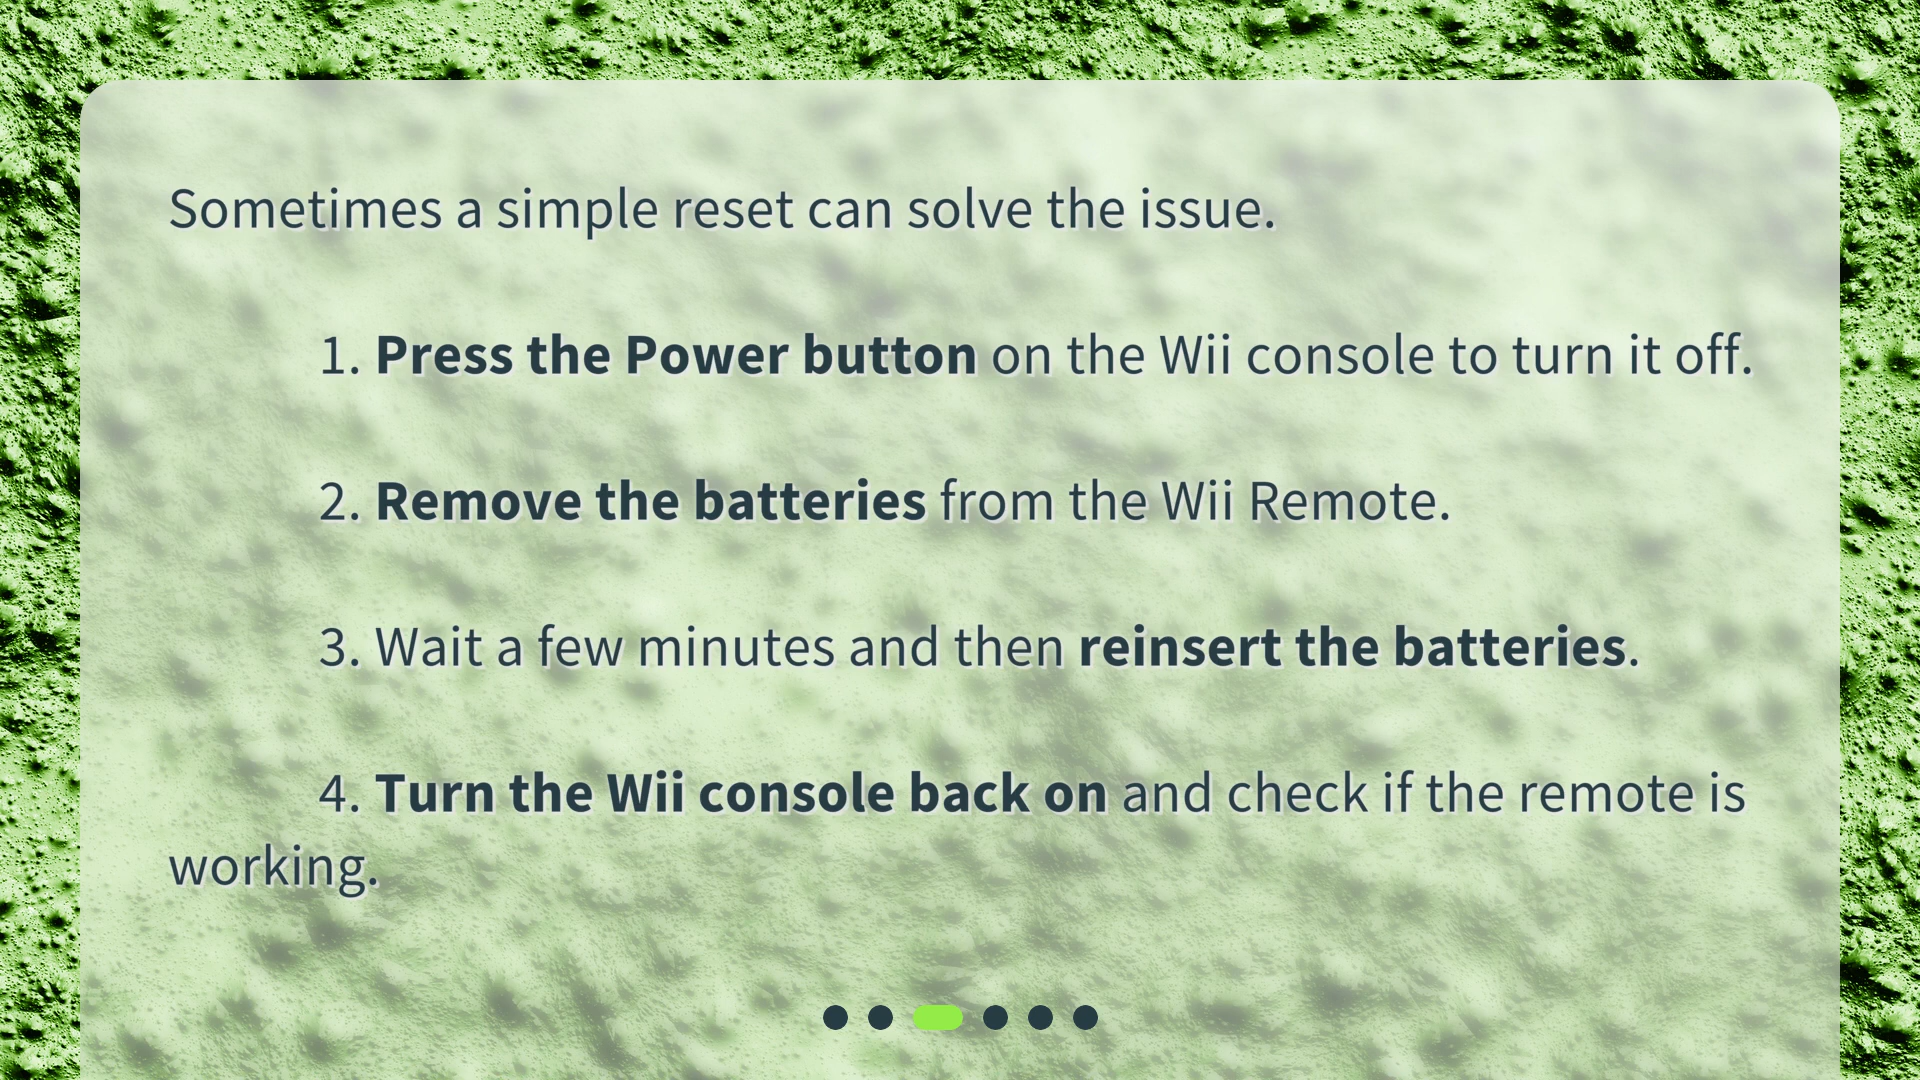 Sometimes a simple reset can solve the issue.
1. Press the Power button on the Wii console to turn it off.
2. Remove the batteries from the Wii Remote.
3. Wait a few minutes and then reinsert the batteries.
4. Turn the Wii console back on and check if the remote is
working.